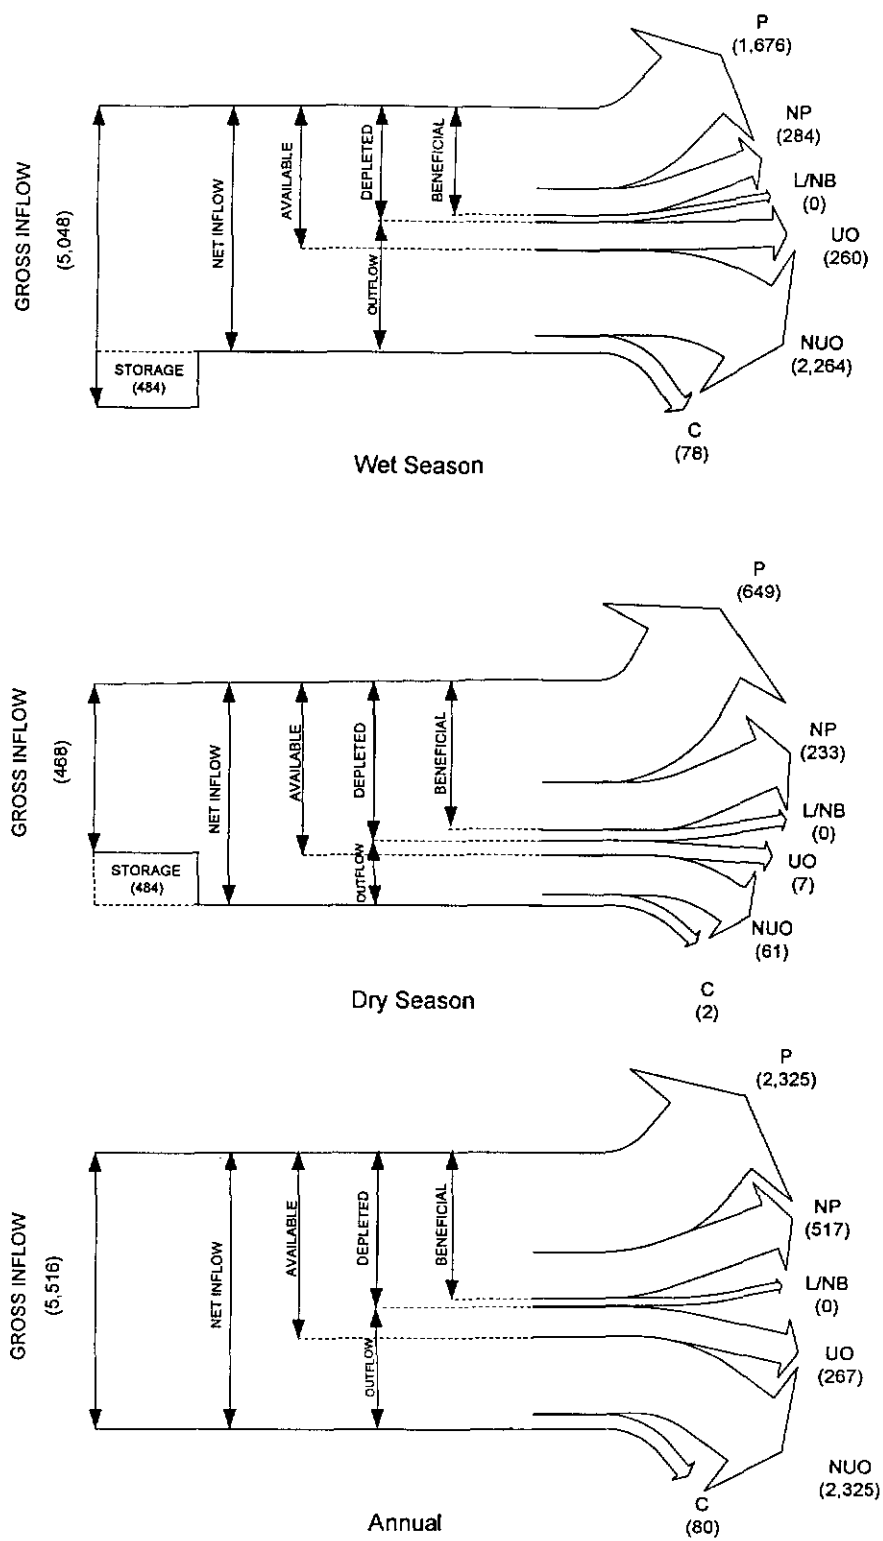 P
(1,676)
NP
(284)
L/NB
(0)
UO
(260)
NUO
(2,264)
C
(78)
GROSS INFLOW
(5,048)
NET INFLOW
AVAILABLE
DEPLETED
BENEFICIAL
OUTFLOW
STORAGE
(484)
Wet Season
P
(649)
NP
(233)
L/NB
(0)
UO
(7)
NUO
(61)
C
(2)
GROSS INFLOW
(468)
NET INFLOW
AVAILABLE
DEPLETED
BENEFICIAL
OUTFLOW
STORAGE
(484)
Dry Season
P
(2,325)
NP
(517)
L/NB
(0)
UO
(267)
NUO
(2,325)
C
(80)
GROSS INFLOW
(5,516)
NET INFLOW
AVAILABLE
DEPLETED
BENEFICIAL
OUTFLOW
Annual